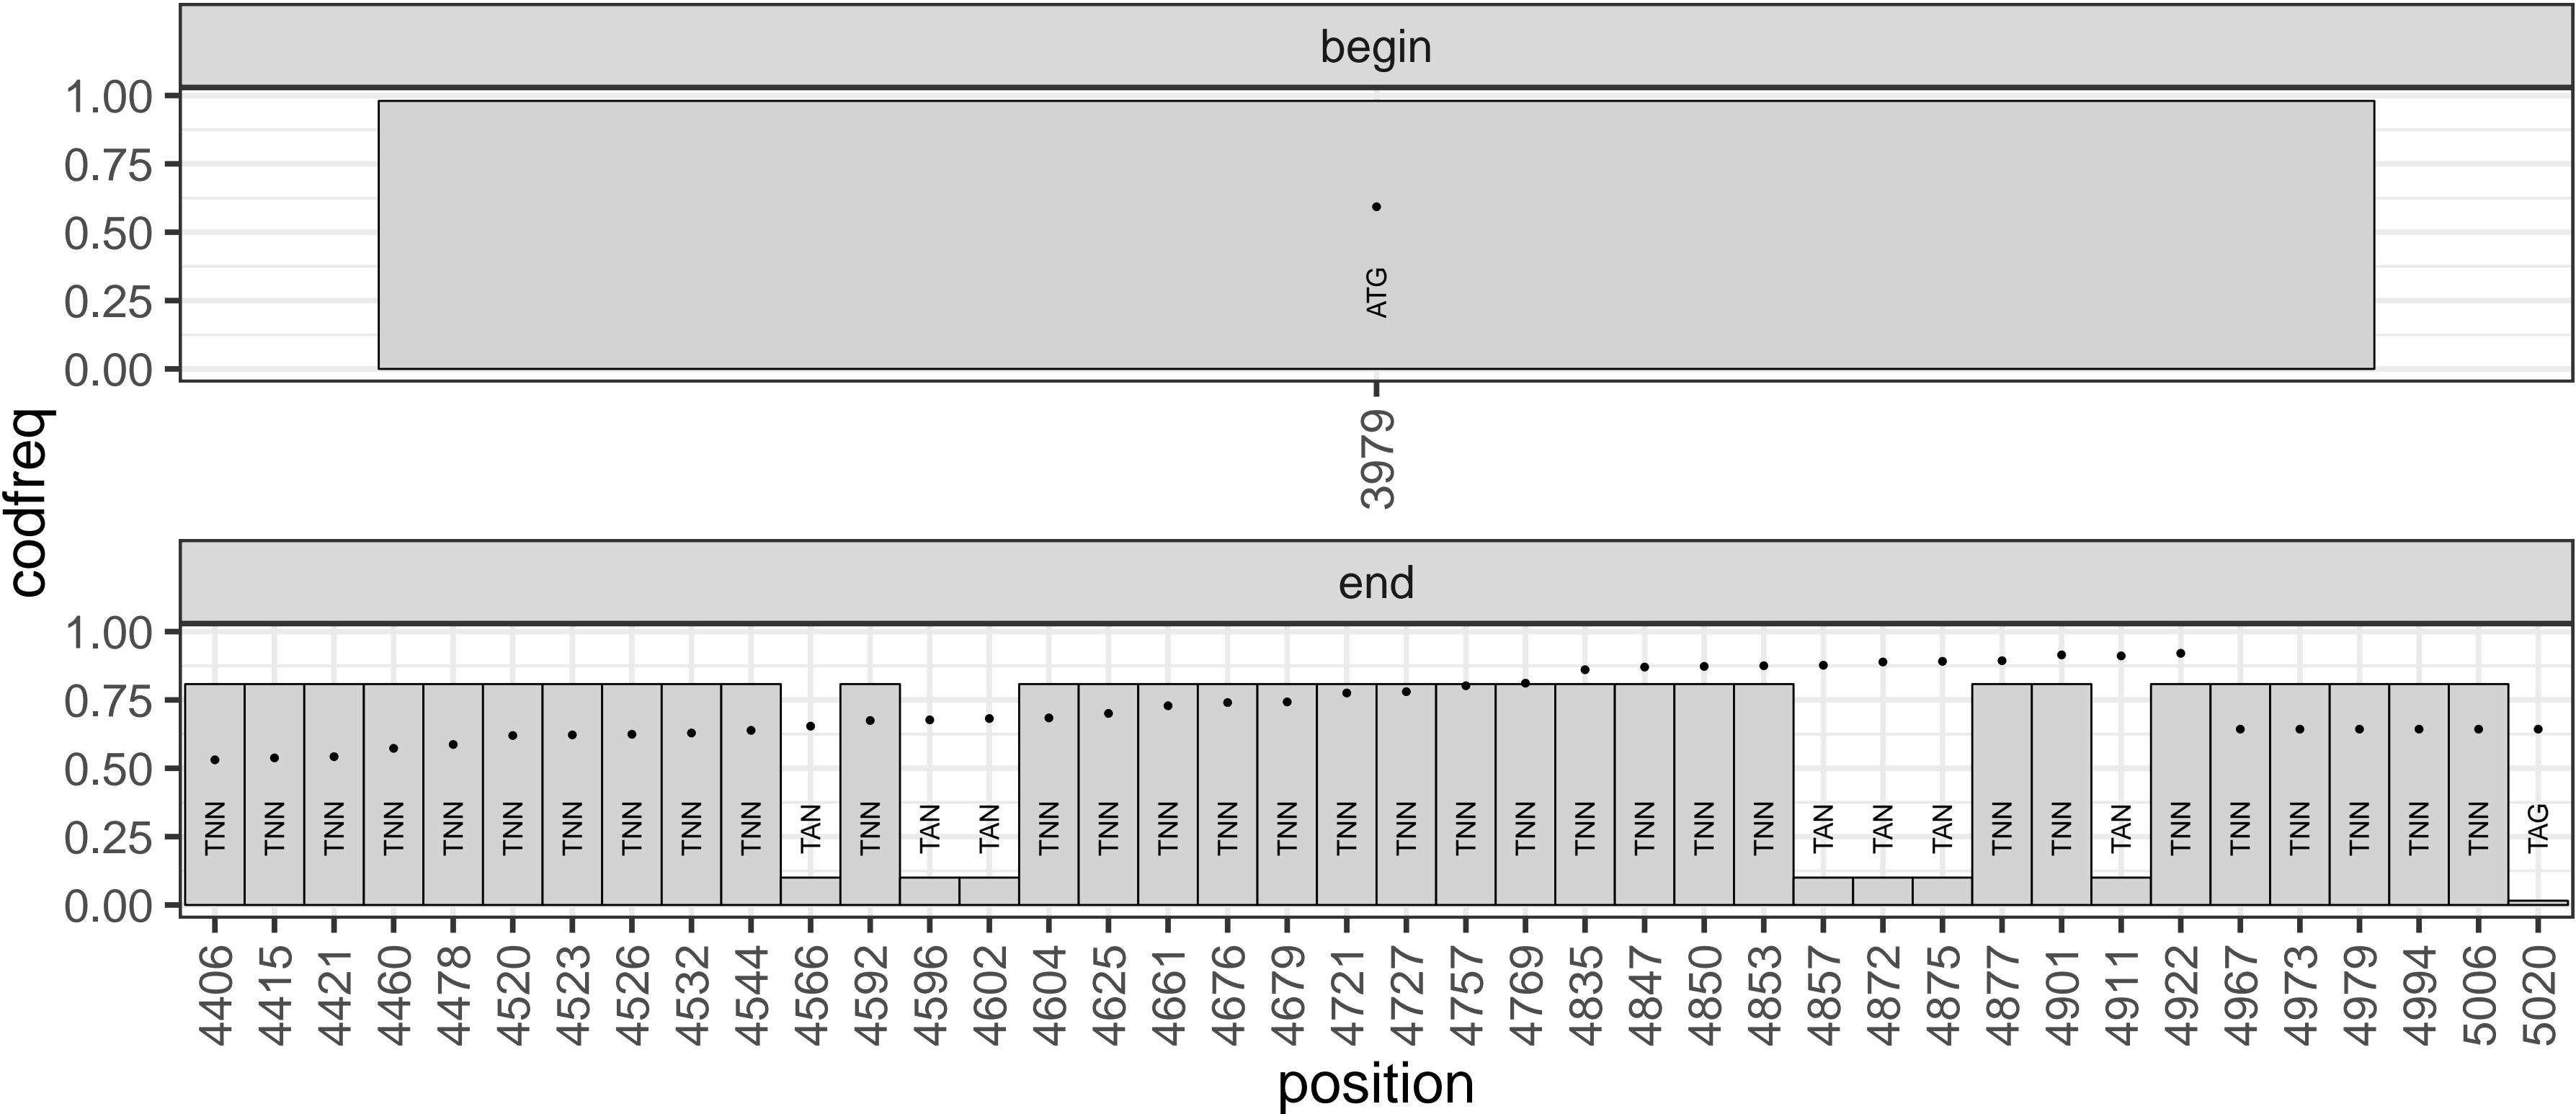 begin
1.00
0.75
0.50
0.25
0.00
ATG
3979
codfreq
end
1.00
0.75
0.50
0.25
0.00
TNN TNN TNN TNN TNN TNN TNN TNN TNN TNN TAN TNN TAN TAN TNN TNN TNN TNN TNN TNN TNN TNN TNN TNN TNN TNN TNN TAN TAN TAN TNN TNN TAN TNN TNN TNN TNN TNN TNN TAG
4406 4415 4421 4460 4478 4520 4523 4526 4532 4544 4566 4592 4596 4602 4604 4625 4661 4676 4679 4721 4727 4757 4769 4835 4847 4850 4853 4857 4872 4875 4877 4901 4911 4922 4967 4973 4979 4994 5006 5020
position